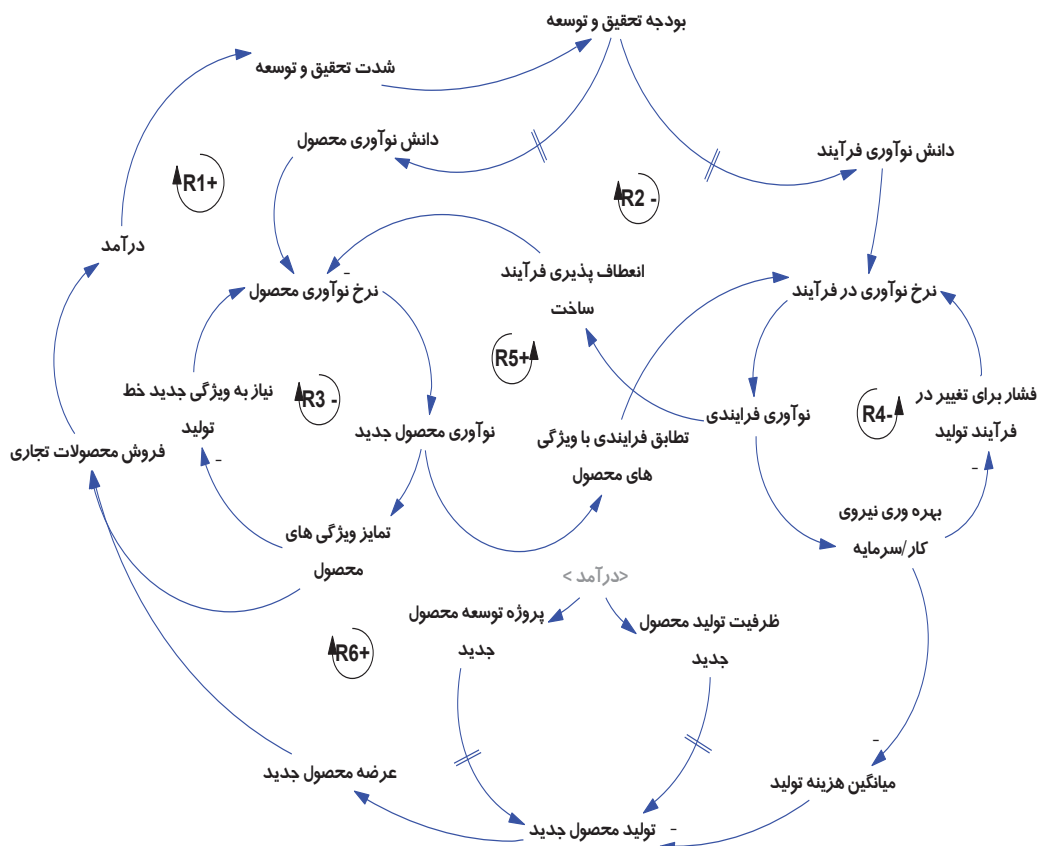 بودجه تحقیق و توسعه
شدت تحقیق و توسعه
دانش نوآوری محصول
دانش نوآوری فرآیند
R1+
R2 -
درآمد
انعطاف پذیری فرآیند
ساخت
-
نرخ نوآوری محصول
نرخ نوآوری در فرآیند
R5+
نیاز به ویژگی جدید خط
تولید
-
R3 -
R4-
فشار برای تغییر در
فرآیند تولید
-
نوآوری فرایندی
نوآوری محصول جدید
تطابق فرایندی با ویژگی
های محصول
فروش محصولات تجاری
بهره وری نیروی
کار/سرمایه
تمایز ویژگی های
محصول
<درآمد >
پروژه توسعه محصول
جدید
ظرفیت تولید محصول
جدید
R6+
-
عرضه محصول جدید
میانگین هزینه تولید
تولید محصول جدید -